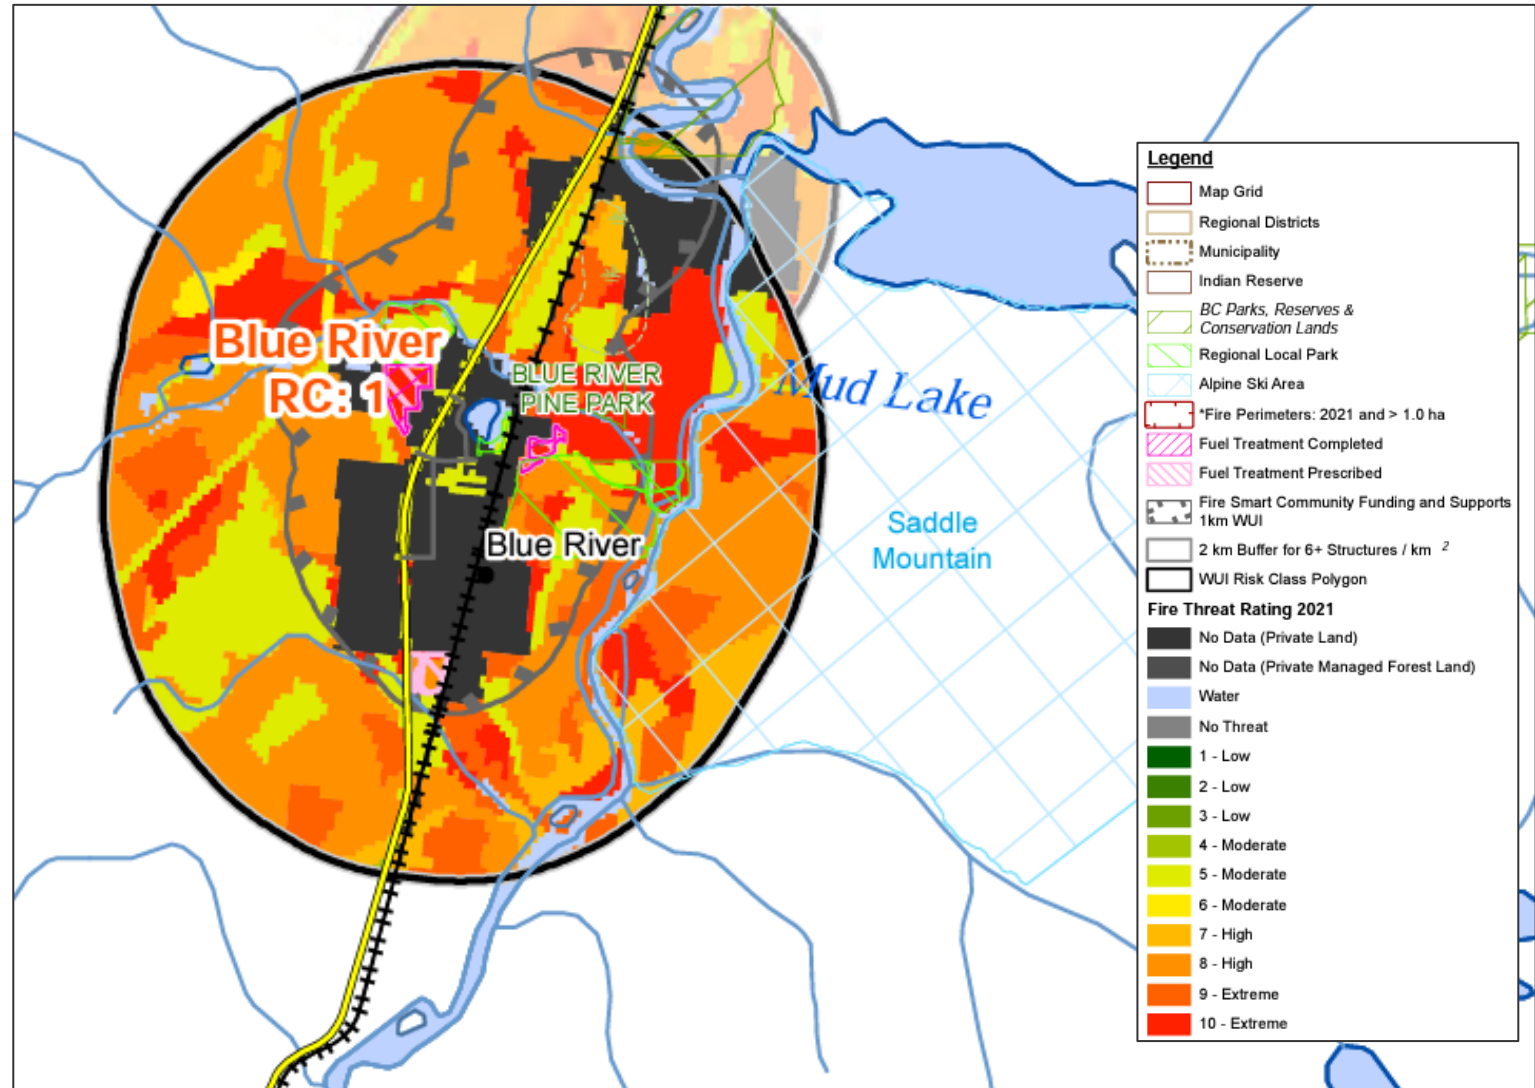 Blue River
RC: 1
BLUE RIVER
PINE PARK
Mud Lake
Blue River
Saddle
Mountain
Legend
Map Grid
Regional Districts
Municipality
Indian Reserve
BC Parks, Reserves &
Conservation Lands
Regional Local Park
Alpine Ski Area
*Fire Perimeters: 2021 and > 1.0 ha
Fuel Treatment Completed
Fuel Treatment Prescribed
Fire Smart Community Funding and Supports
1km WUI
2 km Buffer for 6+ Structures / km 2
WUI Risk Class Polygon
Fire Threat Rating 2021
No Data (Private Land)
No Data (Private Managed Forest Land)
Water
No Threat
1 - Low
2 - Low
3 - Low
4 - Moderate
5 - Moderate
6 - Moderate
7 - High
8 - High
9 - Extreme
10 - Extreme